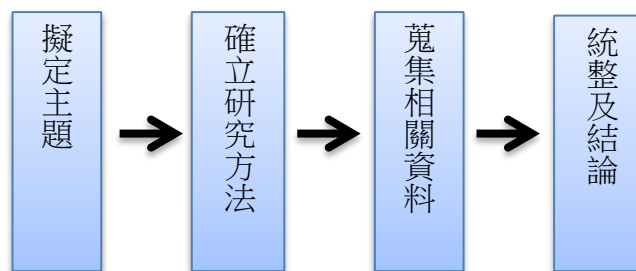 擬定主題
確立研究方法
蒐集相關資料
統整及結論